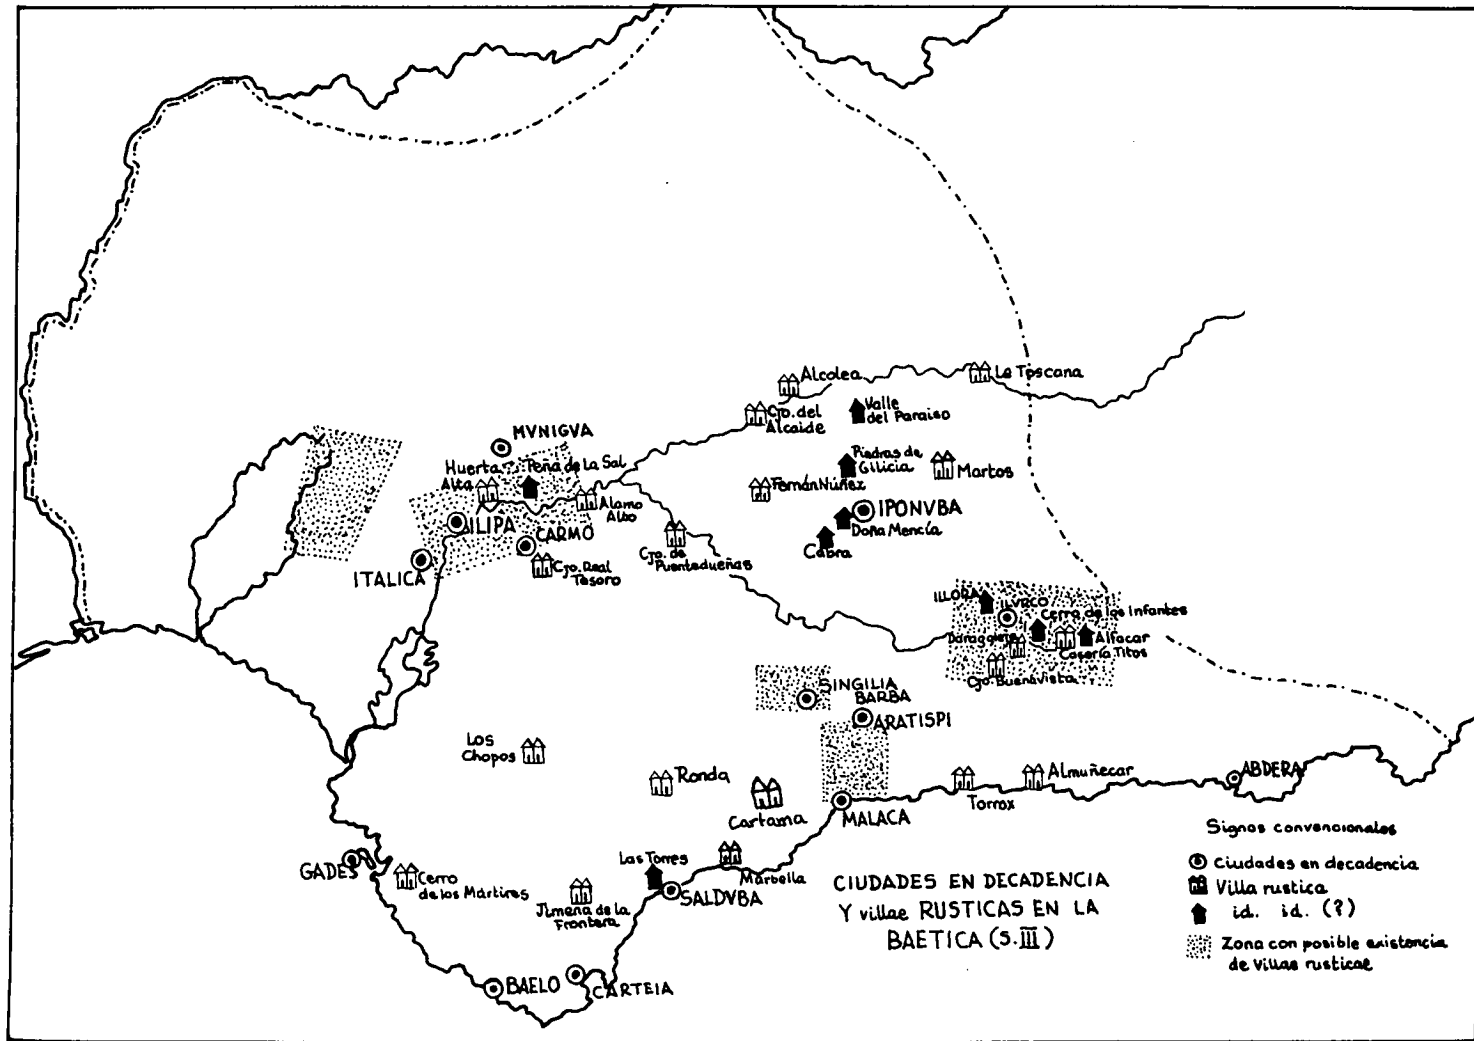 Alcolea
La Toscana
Cjo. del
Alcaide
Valle
del Paraiso
MVNIGVA
Huerta
Alta
Peña de La Sal
Piedras de
Gilicia
Martos
Fernán Núñez
Alamo
Alto
IPONVBA
Doña Mencía
Cabra
ILIPA
CARMO
Cjo. de
Puentedueñas
ITALICA
Cjo. Real
Tesoro
ILLORA
ILVRCO
Cerro de los Infantes
Alfacar
Casería Titos
Cjo. Buenavista
SINGILIA
BARBA
ARATISPI
Los
Chopos
Ronda
Cartama
Torrox
Almuñecar
ABDERA
MALACA
GADES
Cerro
de los Mártires
Las Torres
Marbella
Jimena de la
Frontera
SALDVBA
BAELO
CARTEIA
CIUDADES EN DECADENCIA
Y villae RUSTICAS EN LA
BAETICA (S.III)
Signos convencionales
Ciudades en decadencia
Villa rustica
id. id. (?)
Zona con posible existencia
de Villae rusticae